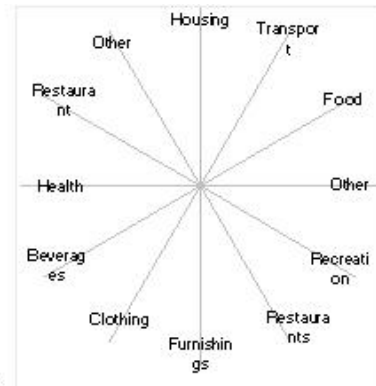 Housing
Transpor
t
Other
Restaura
nt
Food
Health
Other
Beverag
es
Recreati
on
Clothing
Restaura
nts
Furnishin
gs